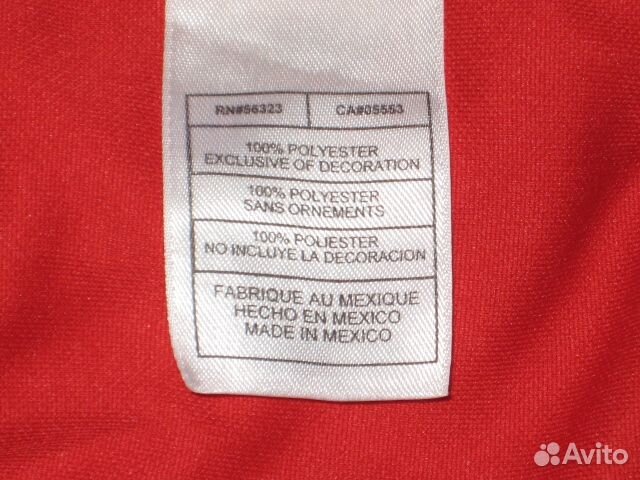 RN#56323 CA#05553
100% POLYESTER
EXCLUSIVE OF DECORATION
100% POLYESTER
SANS ORNEMENTS
100% POLIESTER
NO INCLUYE LA DECORACION
FABRIQUE AU MEXIQUE
HECHO EN MEXICO
MADE IN MEXICO
Avito